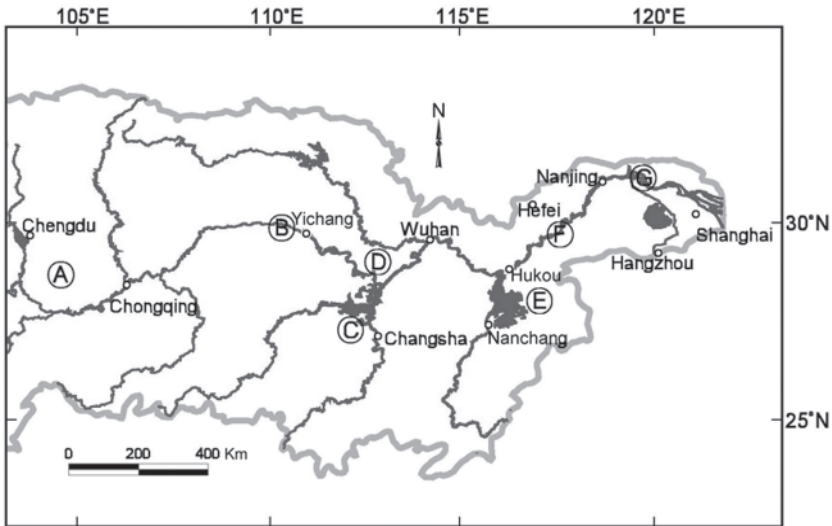 105°E 110°E 115°E 120°E
N
Nanjing
G
Hefei
Chengdu
B
Yichang
Wuhan
F
30°N
Shanghai
D
Hangzhou
A
Hukou
Chongqing
E
C
Changsha
Nanchang
25°N
0 200 400 Km